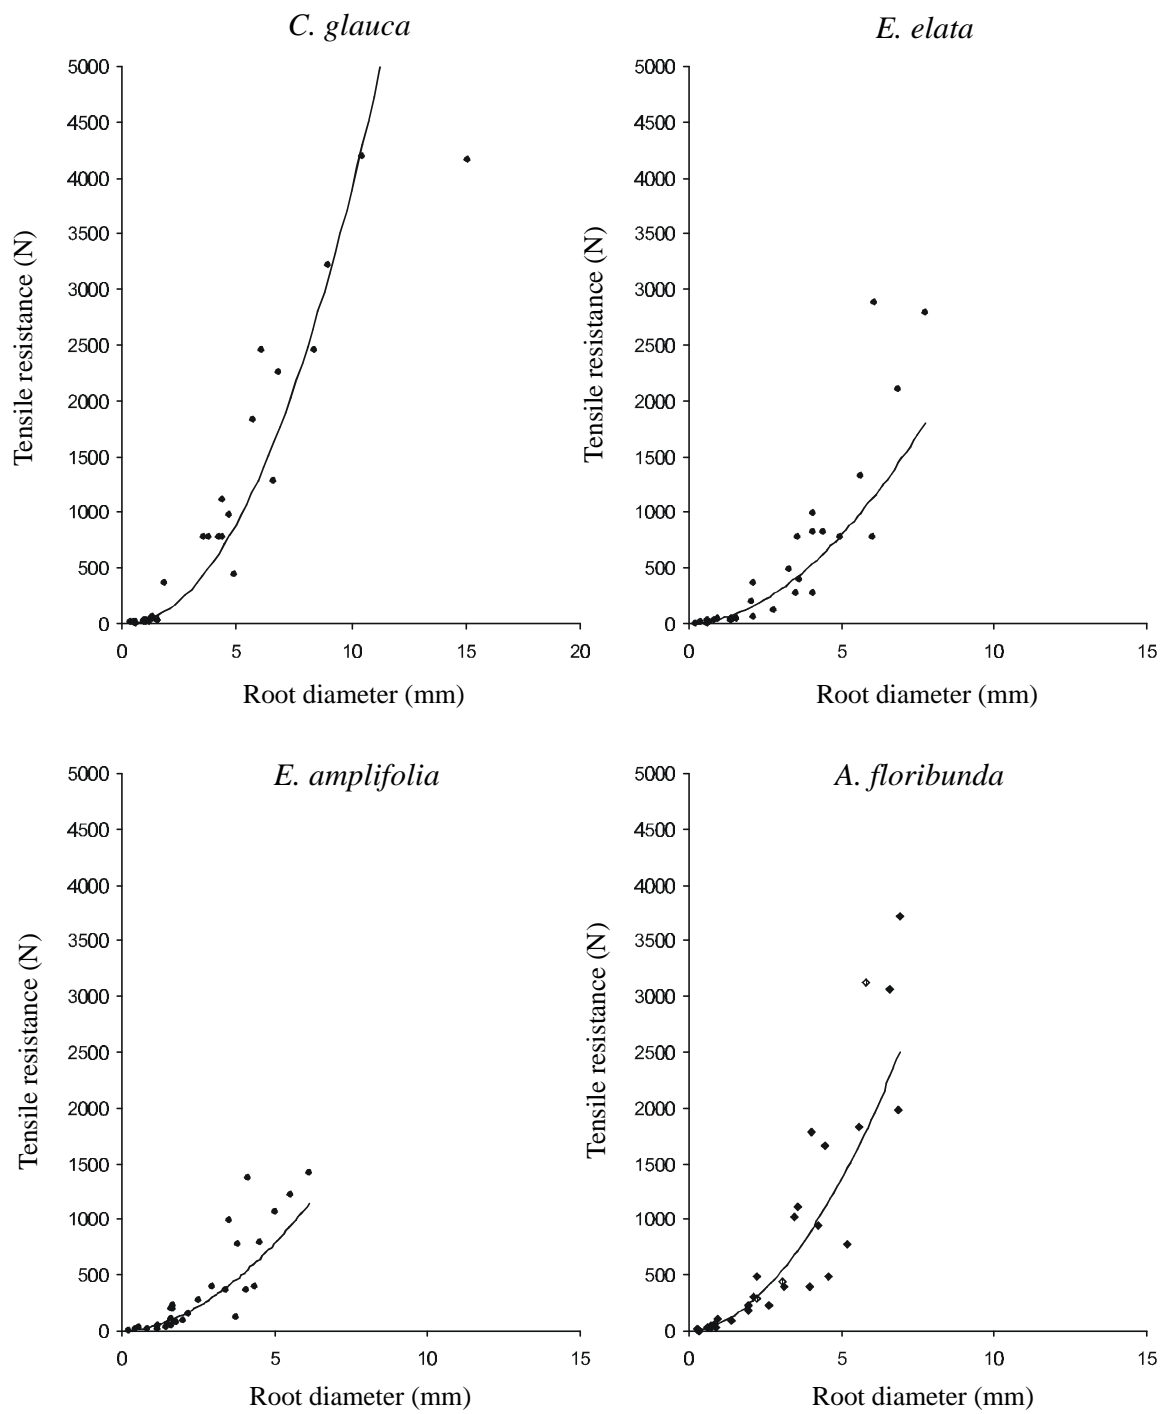 C. glauca
5000
4500
4000
3500
3000
2500
2000
1500
1000
500
0
Tensile resistance (N)
0 5 10 15 20
Root diameter (mm)
E. elata
5000
4500
4000
3500
3000
2500
2000
1500
1000
500
0
Tensile resistance (N)
0 5 10 15
Root diameter (mm)
E. amplifolia
5000
4500
4000
3500
3000
2500
2000
1500
1000
500
0
Tensile resistance (N)
0 5 10 15
Root diameter (mm)
A. floribunda
5000
4500
4000
3500
3000
2500
2000
1500
1000
500
0
Tensile resistance (N)
0 5 10 15
Root diameter (mm)